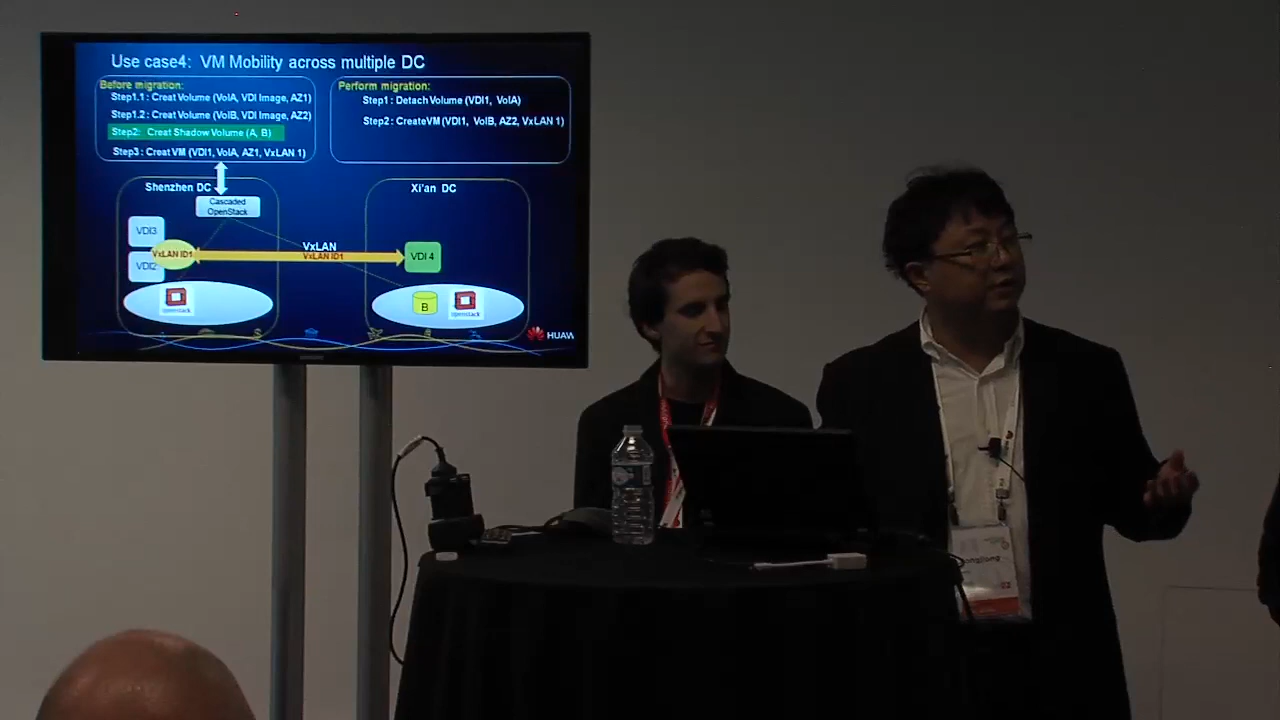 Use case4: VM Mobility across multiple DC
Before migration:
Step1.1 : Creat Volume (VolA, VDI Image, AZ1)
Step1.2 : Creat Volume (VolB, VDI Image, AZ2)
Step2: Creat Shadow Volume (A, B)
Step3 : Creat VM (VDI1, VolA, AZ1, VxLAN 1)
Perform migration:
Step1 : Detach Volume (VDI1, VolA)
Step2 : CreateVM (VDI1, VolB, AZ2, VxLAN 1)
Shenzhen DC
Xi'an DC
Cascaded
OpenStack
VDI3
VxLAN ID1
VDI2
VxLAN
VxLAN ID1
VDI 4
openstack
B
openstack
HUAW